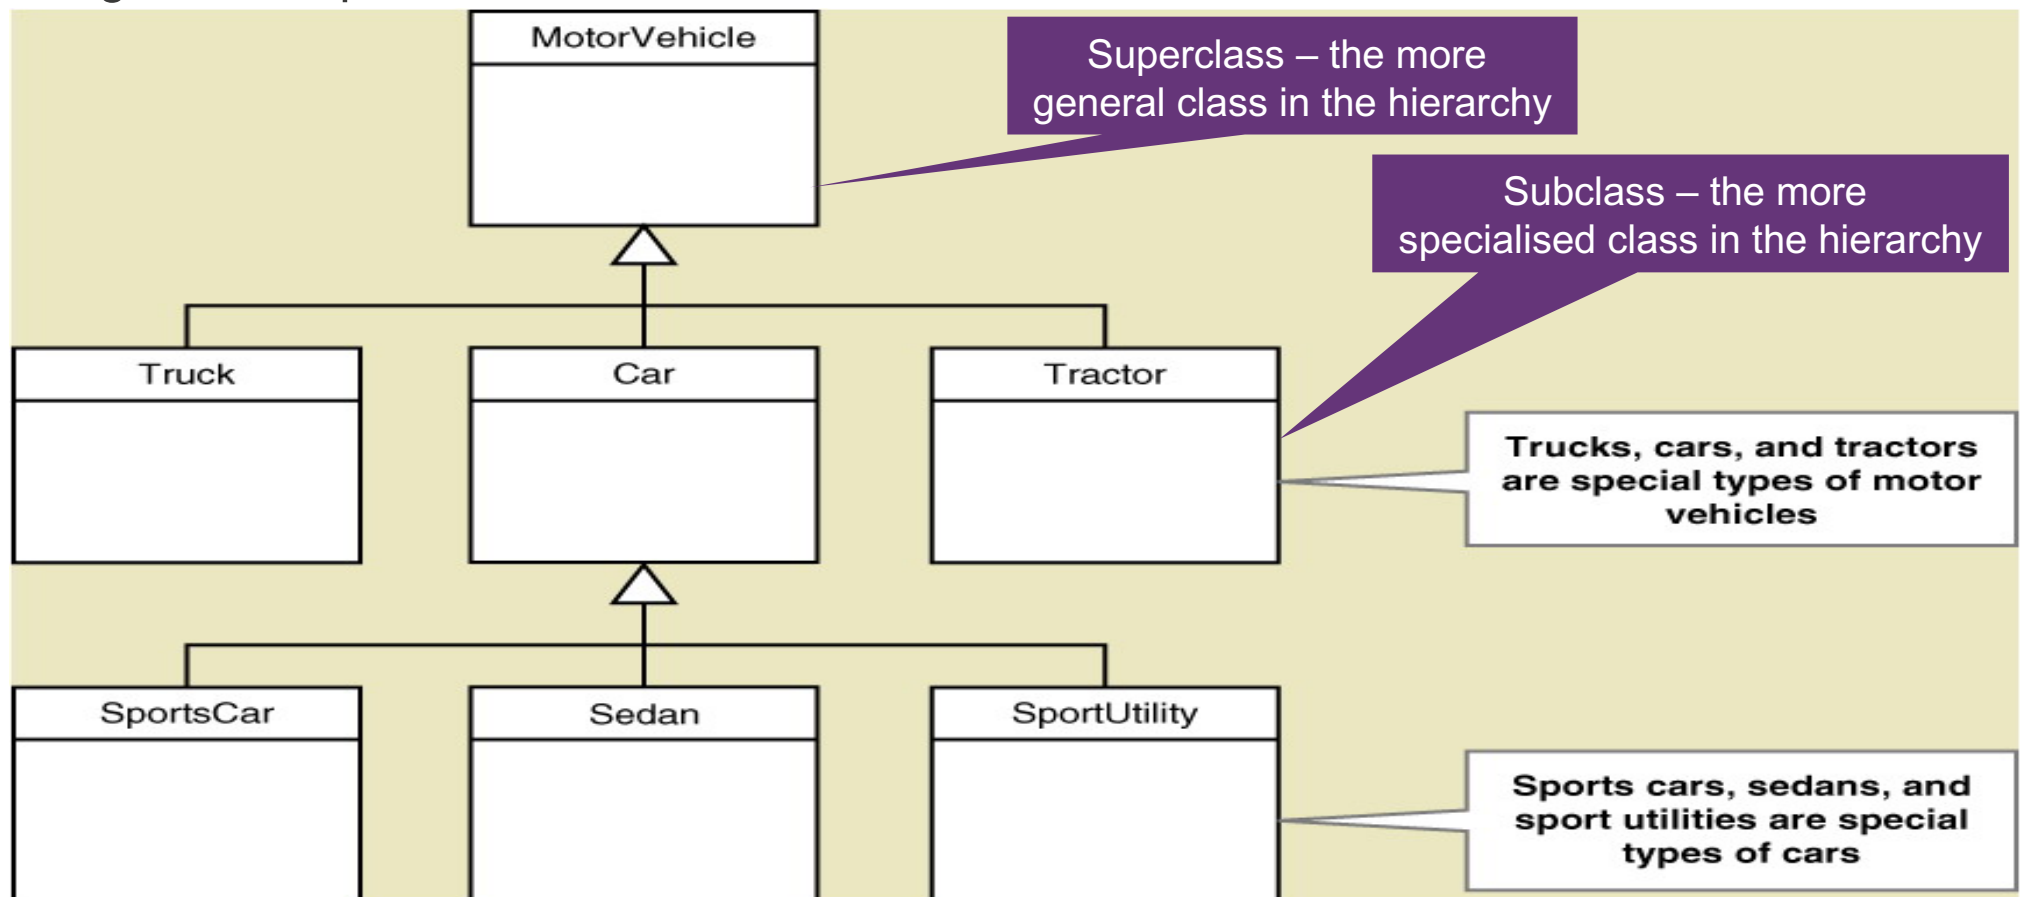 MotorVehicle
Superclass – the more
general class in the hierarchy
Subclass – the more
specialised class in the hierarchy
Truck
Car
Tractor
Trucks, cars, and tractors
are special types of motor
vehicles
SportsCar
Sedan
SportUtility
Sports cars, sedans, and
sport utilities are special
types of cars